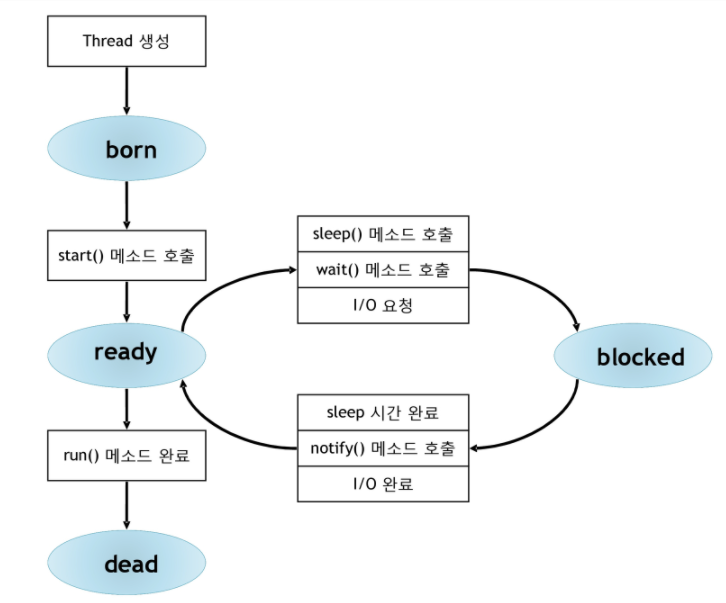 Thread 생성
born
start() 메소드 호출
sleep() 메소드 호출
wait() 메소드 호출
I/O 요청
ready
blocked
sleep 시간 완료
notify() 메소드 호출
I/O 완료
run() 메소드 완료
dead